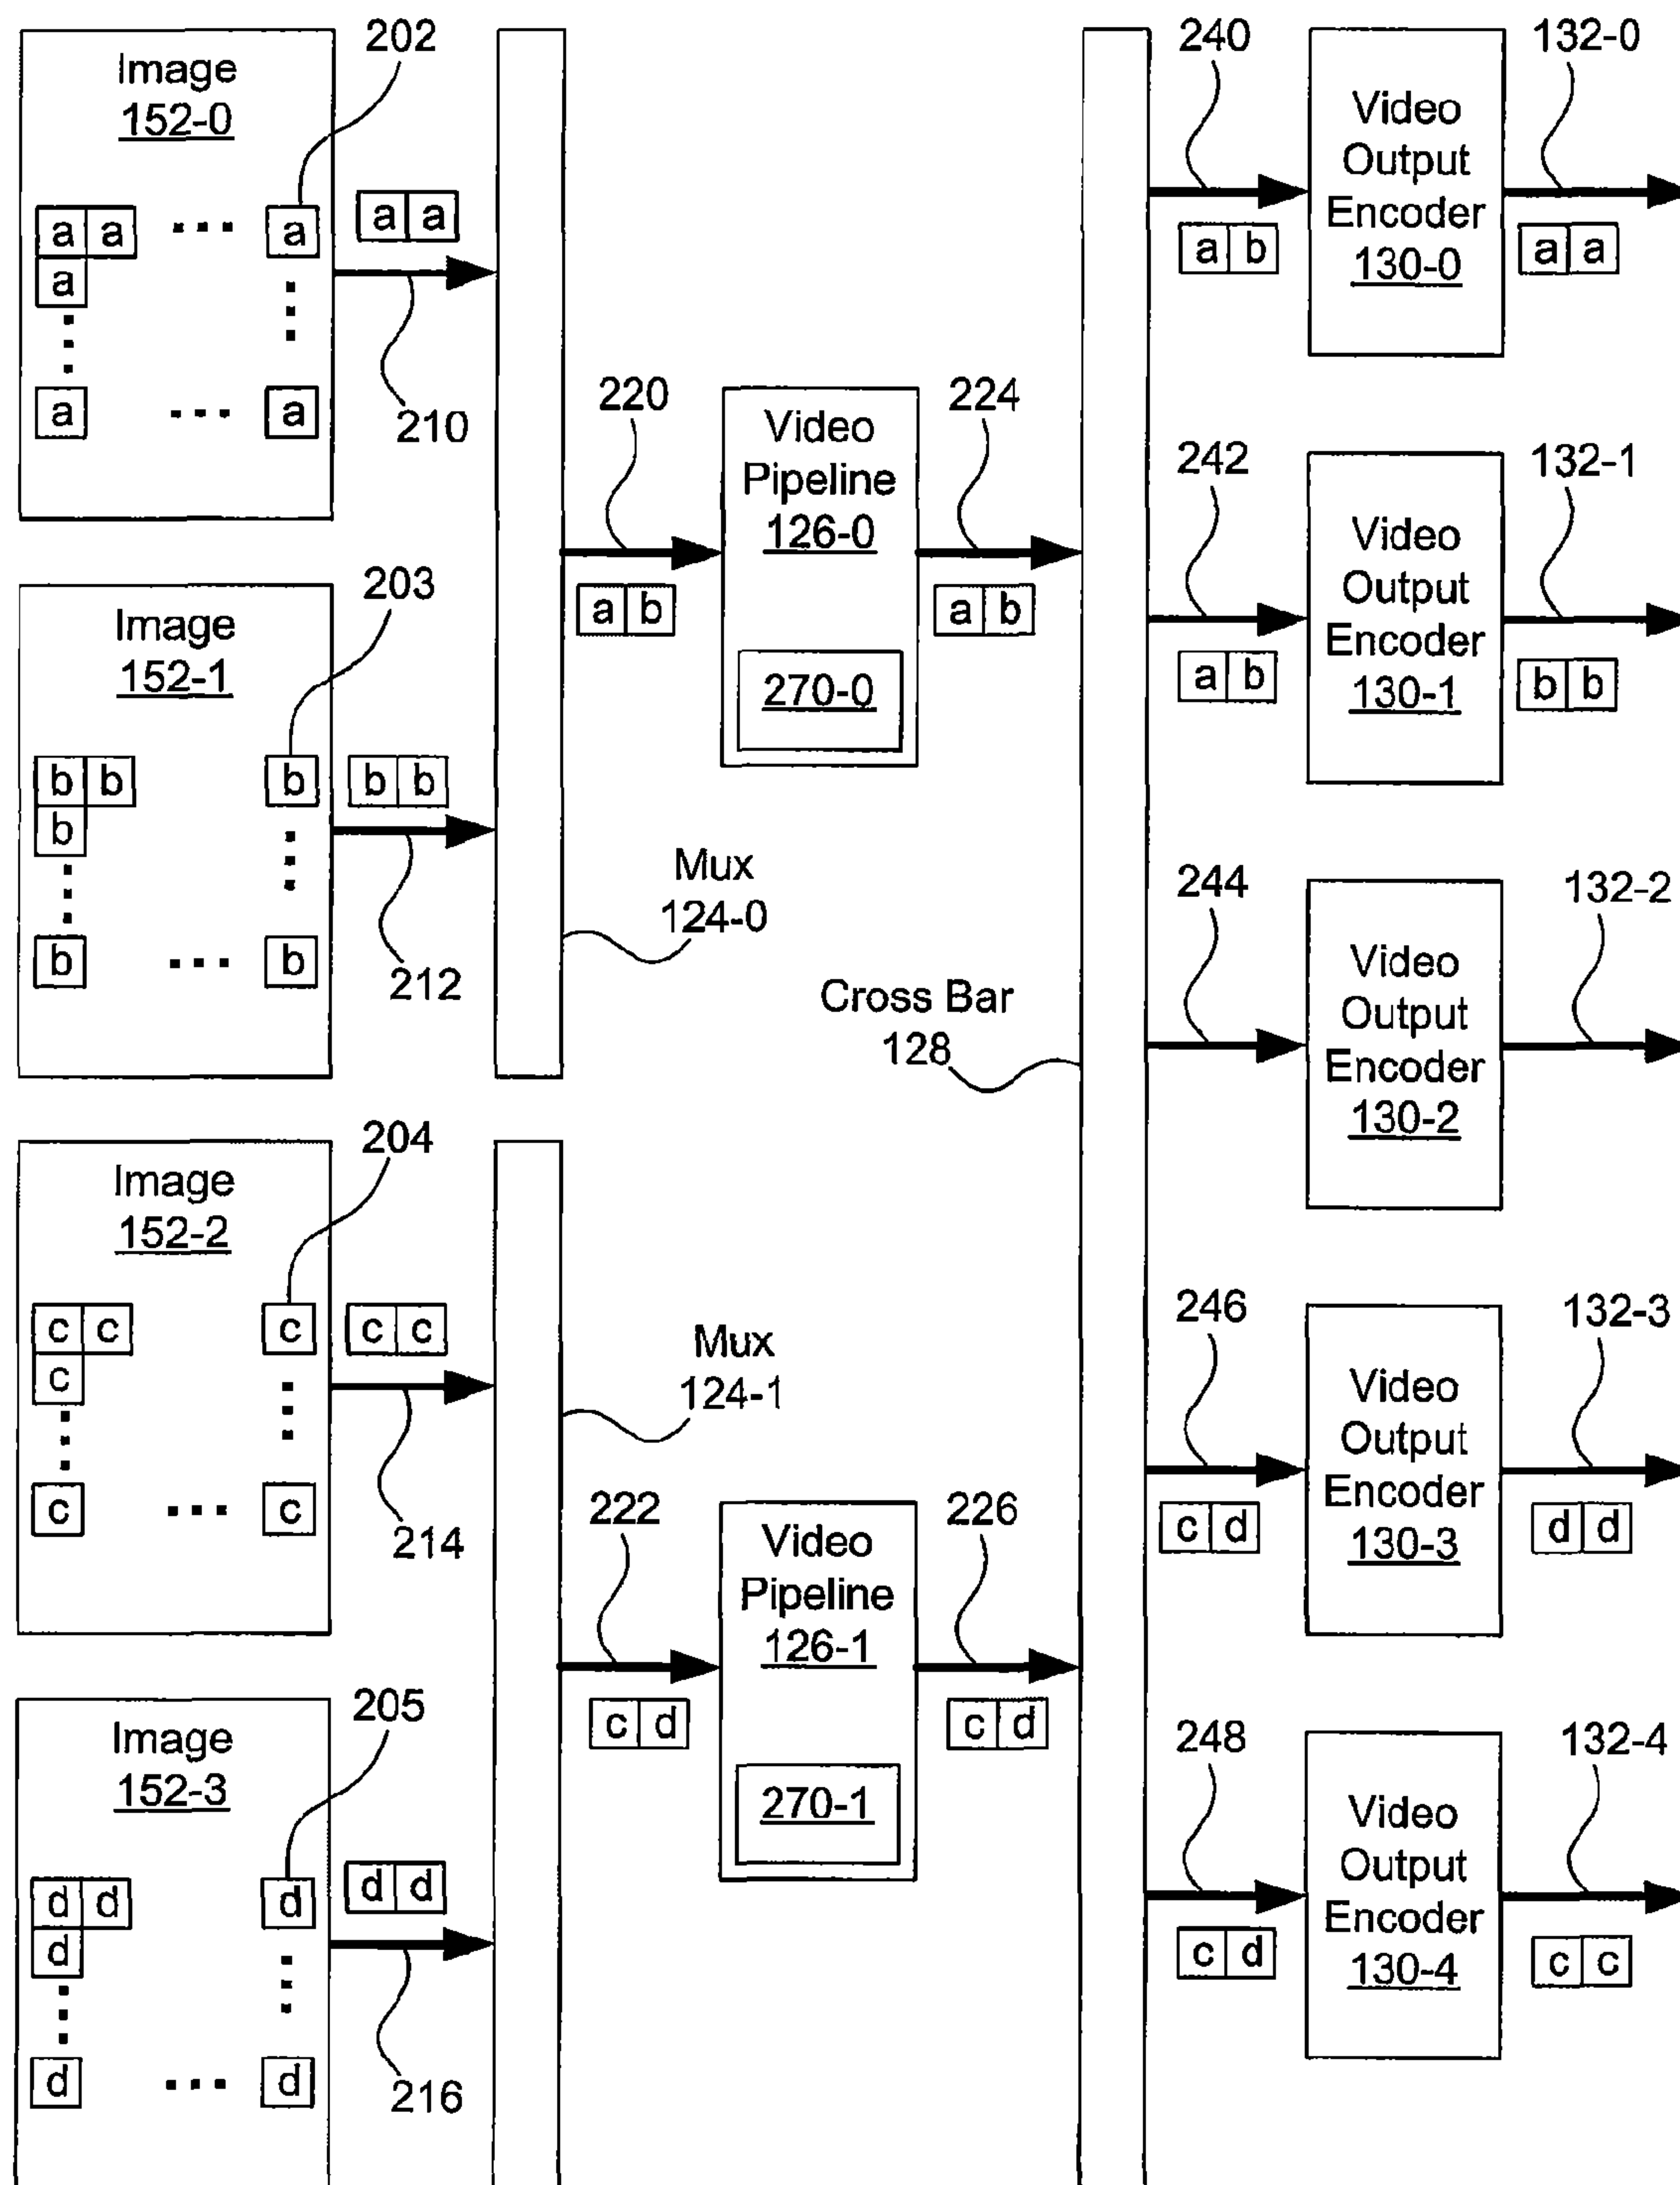 Image
152-0
202
a a
a
a
a
a
a
a a
210
Image
152-1
203
b b
b
b
b
b
b b
212
Image
152-2
204
c c
c
c
c
c
c c
214
Image
152-3
205
d d
d
d
d
d
d d
216
Mux
124-0
Mux
124-1
220
a b
Video
Pipeline
126-0
270-0
224
a b
222
c d
Video
Pipeline
126-1
270-1
226
c d
Cross Bar
128
240
a b
Video
Output
Encoder
130-0
132-0
a a
242
a b
Video
Output
Encoder
130-1
132-1
b b
244
Video
Output
Encoder
130-2
132-2
246
c d
Video
Output
Encoder
130-3
132-3
d d
248
c d
Video
Output
Encoder
130-4
132-4
c c